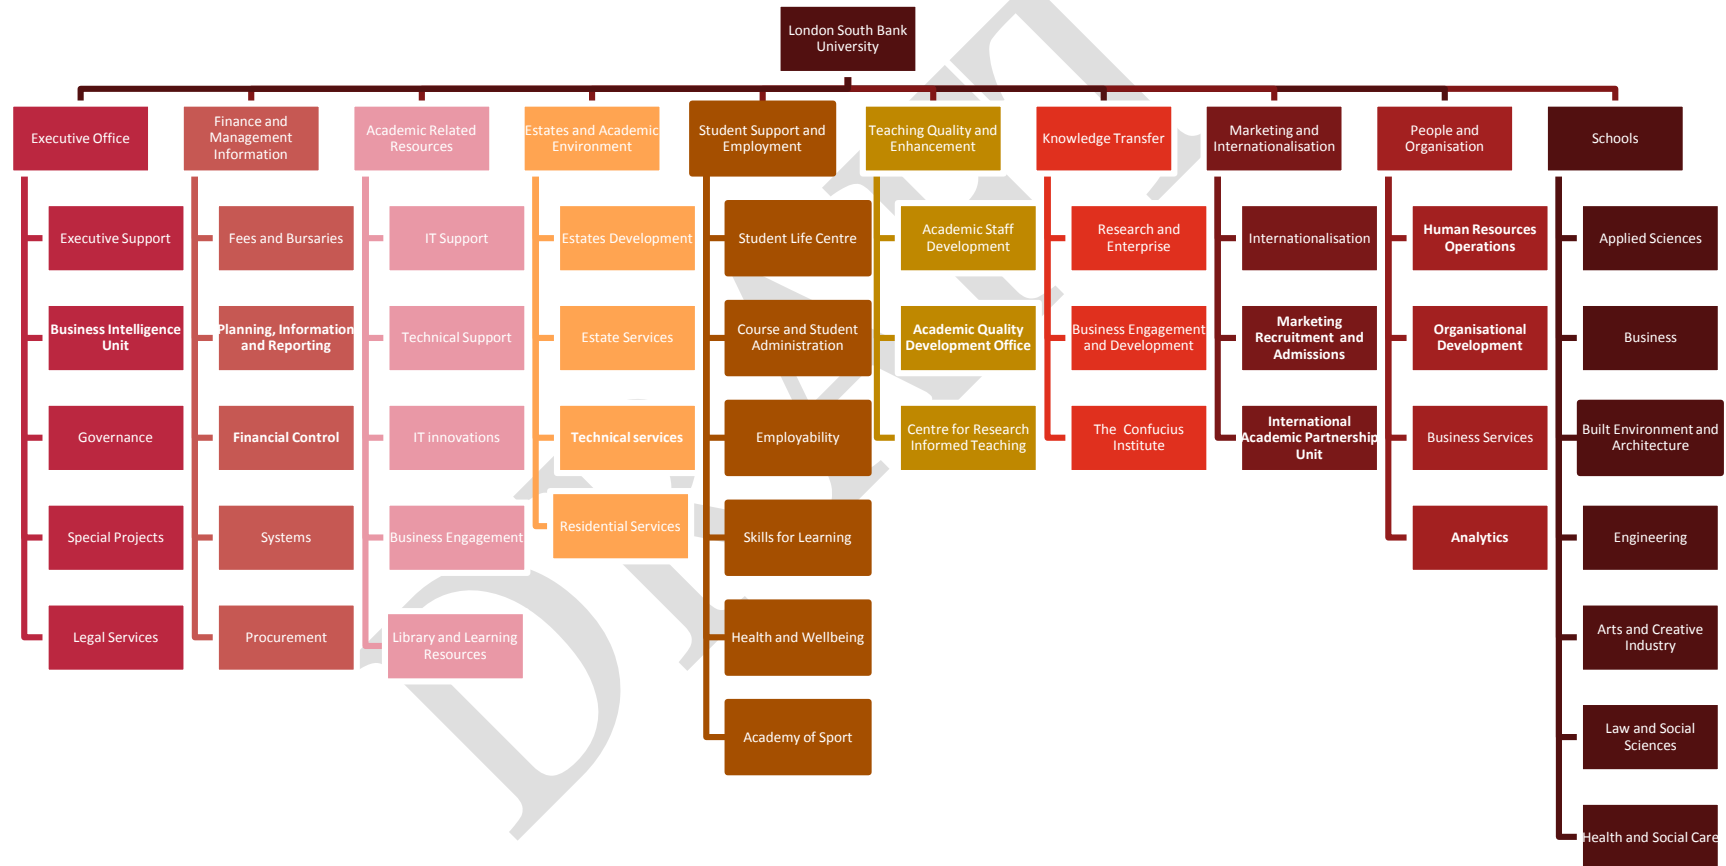 London South Bank
University
Executive Office
Finance and
Management
Information
Academic Related
Resources
Estates and Academic
Environment
Student Support and
Employment
Teaching Quality and
Enhancement
Knowledge Transfer
Marketing and
Internationalisation
People and
Organisation
Schools
Executive Support
Business Intelligence
Unit
Governance
Special Projects
Legal Services
Fees and Bursaries
Planning, Information
and Reporting
Financial Control
Systems
Procurement
IT Support
Technical Support
IT innovations
Business Engagement
Library and Learning
Resources
Estates Development
Estate Services
Technical services
Residential Services
Student Life Centre
Course and Student
Administration
Employability
Skills for Learning
Health and Wellbeing
Academy of Sport
Academic Staff
Development
Academic Quality
Development Office
Centre for Research
Informed Teaching
Research and
Enterprise
Business Engagement
and Development
The Confucius
Institute
Internationalisation
Marketing
Recruitment and
Admissions
International
Academic Partnership
Unit
Human Resources
Operations
Organisational
Development
Business Services
Analytics
Applied Sciences
Business
Built Environment and
Architecture
Engineering
Arts and Creative
Industry
Law and Social
Sciences
Health and Social Care
DRAFT